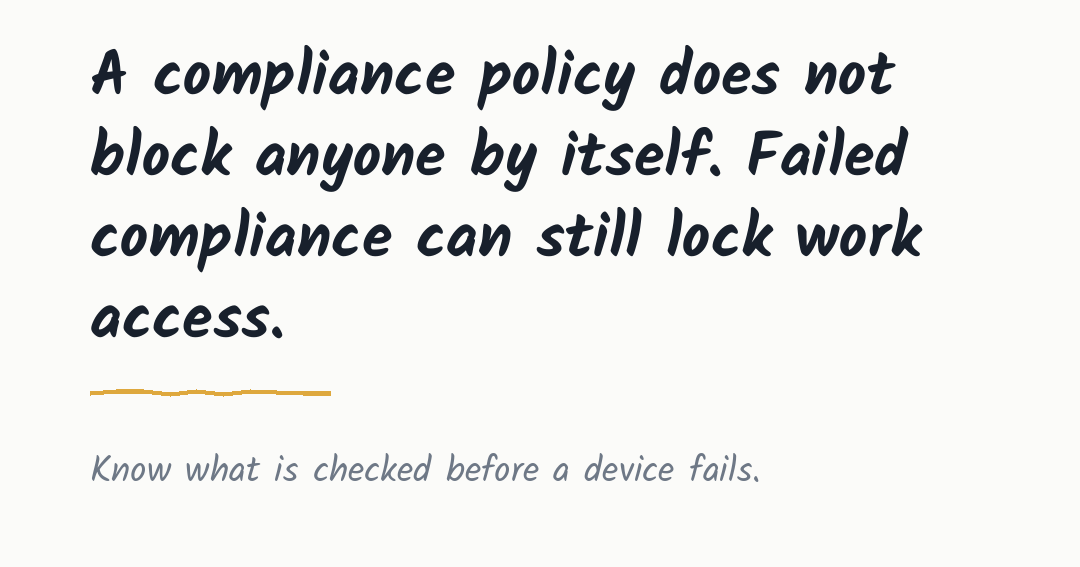 A compliance policy does not
block anyone by itself. Failed
compliance can still lock work
access.
Know what is checked before a device fails.